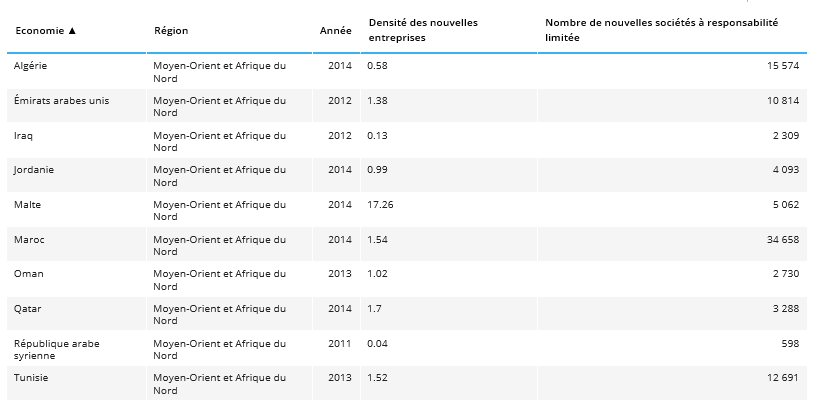 Economie ▲ Région Année Densité des nouvelles entreprises Nombre de nouvelles sociétés à responsabilité limitée
Algérie Moyen-Orient et Afrique du Nord 2014 0.58 15 574
Émirats arabes unis Moyen-Orient et Afrique du Nord 2012 1.38 10 814
Iraq Moyen-Orient et Afrique du Nord 2012 0.13 2 309
Jordanie Moyen-Orient et Afrique du Nord 2014 0.99 4 093
Malte Moyen-Orient et Afrique du Nord 2014 17.26 5 062
Maroc Moyen-Orient et Afrique du Nord 2014 1.54 34 658
Oman Moyen-Orient et Afrique du Nord 2013 1.02 2 730
Qatar Moyen-Orient et Afrique du Nord 2014 1.7 3 288
République arabe syrienne Moyen-Orient et Afrique du Nord 2011 0.04 598
Tunisie Moyen-Orient et Afrique du Nord 2013 1.52 12 691